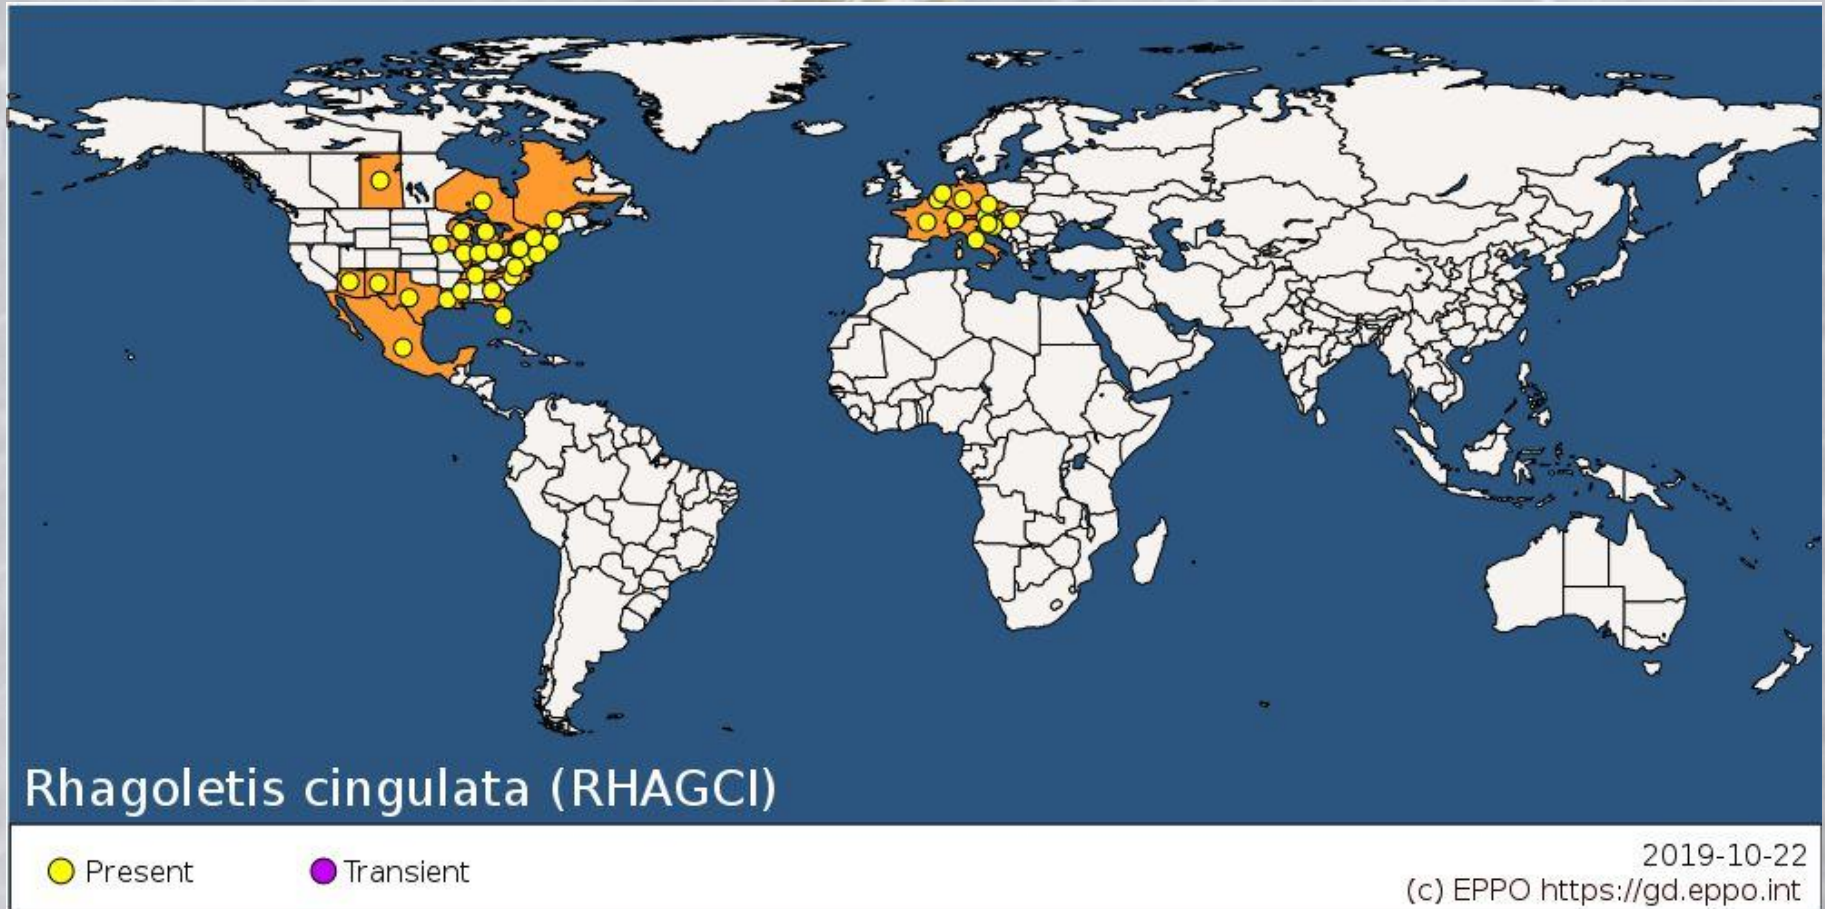 Rhagoletis cingulata (RHAGCI)
Present
Transient
2019-10-22
(c) EPPO https://gd.eppo.int